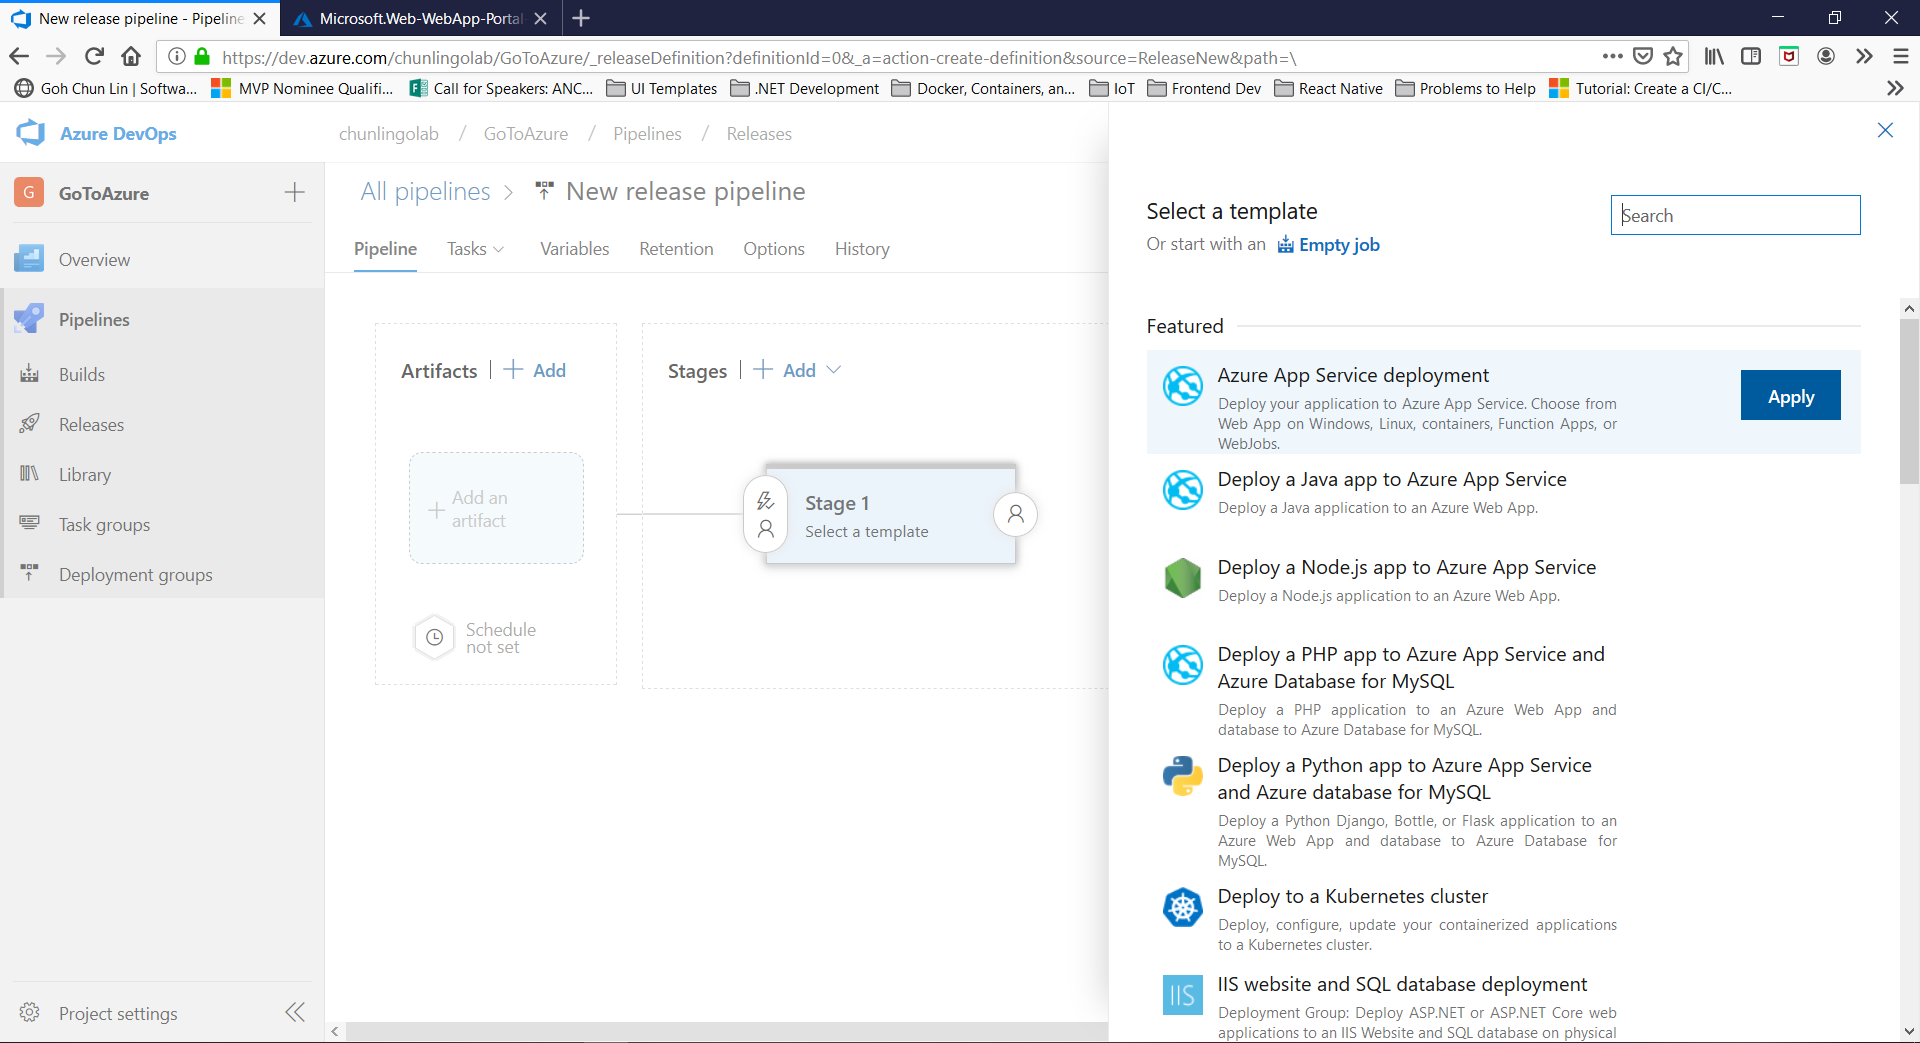 New release pipeline - Pipeline
Microsoft.Web-WebApp-Portal
https://dev.azure.com/chunlingolab/GoToAzure/_releaseDefinition?definitionId=0&_a=action-create-definition&source=ReleaseNew&path=\
Goh Chun Lin | Softwa...
MVP Nominee Qualifi...
Call for Speakers: ANC...
UI Templates
.NET Development
Docker, Containers, an...
IoT
Frontend Dev
React Native
Problems to Help
Tutorial: Create a CI/C...
Azure DevOps
chunlingolab / GoToAzure / Pipelines / Releases
G GoToAzure
Overview
Pipelines
Builds
Releases
Library
Task groups
Deployment groups
Project settings
All pipelines > New release pipeline
Pipeline Tasks Variables Retention Options History
Artifacts | + Add
Add an
artifact
Schedule
not set
Stages | + Add
Stage 1
Select a template
Select a template
Or start with an Empty job
Search
Featured
Azure App Service deployment
Deploy your application to Azure App Service. Choose from
Web App on Windows, Linux, containers, Function Apps, or
WebJobs.
Apply
Deploy a Java app to Azure App Service
Deploy a Java application to an Azure Web App.
Deploy a Node.js app to Azure App Service
Deploy a Node.js application to an Azure Web App.
Deploy a PHP app to Azure App Service and
Azure Database for MySQL
Deploy a PHP application to an Azure Web App and
database to Azure Database for MySQL.
Deploy a Python app to Azure App Service
and Azure database for MySQL
Deploy a Python Django, Bottle, or Flask application to an
Azure Web App and database to Azure Database for
MySQL.
Deploy to a Kubernetes cluster
Deploy, configure, update your containerized applications
to a Kubernetes cluster.
IIS
IIS website and SQL database deployment
Deployment Group: Deploy ASP.NET or ASP.NET Core web
applications to an IIS Website and SQL database on physical